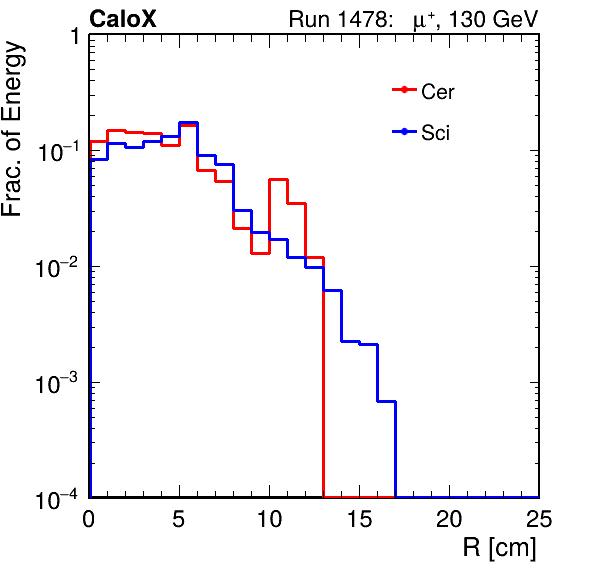 CaloX Run 1478: μ⁺, 130 GeV
Frac. of Energy
1
10⁻¹
10⁻²
10⁻³
10⁻⁴
Cer
Sci
0 5 10 15 20 25
R [cm]